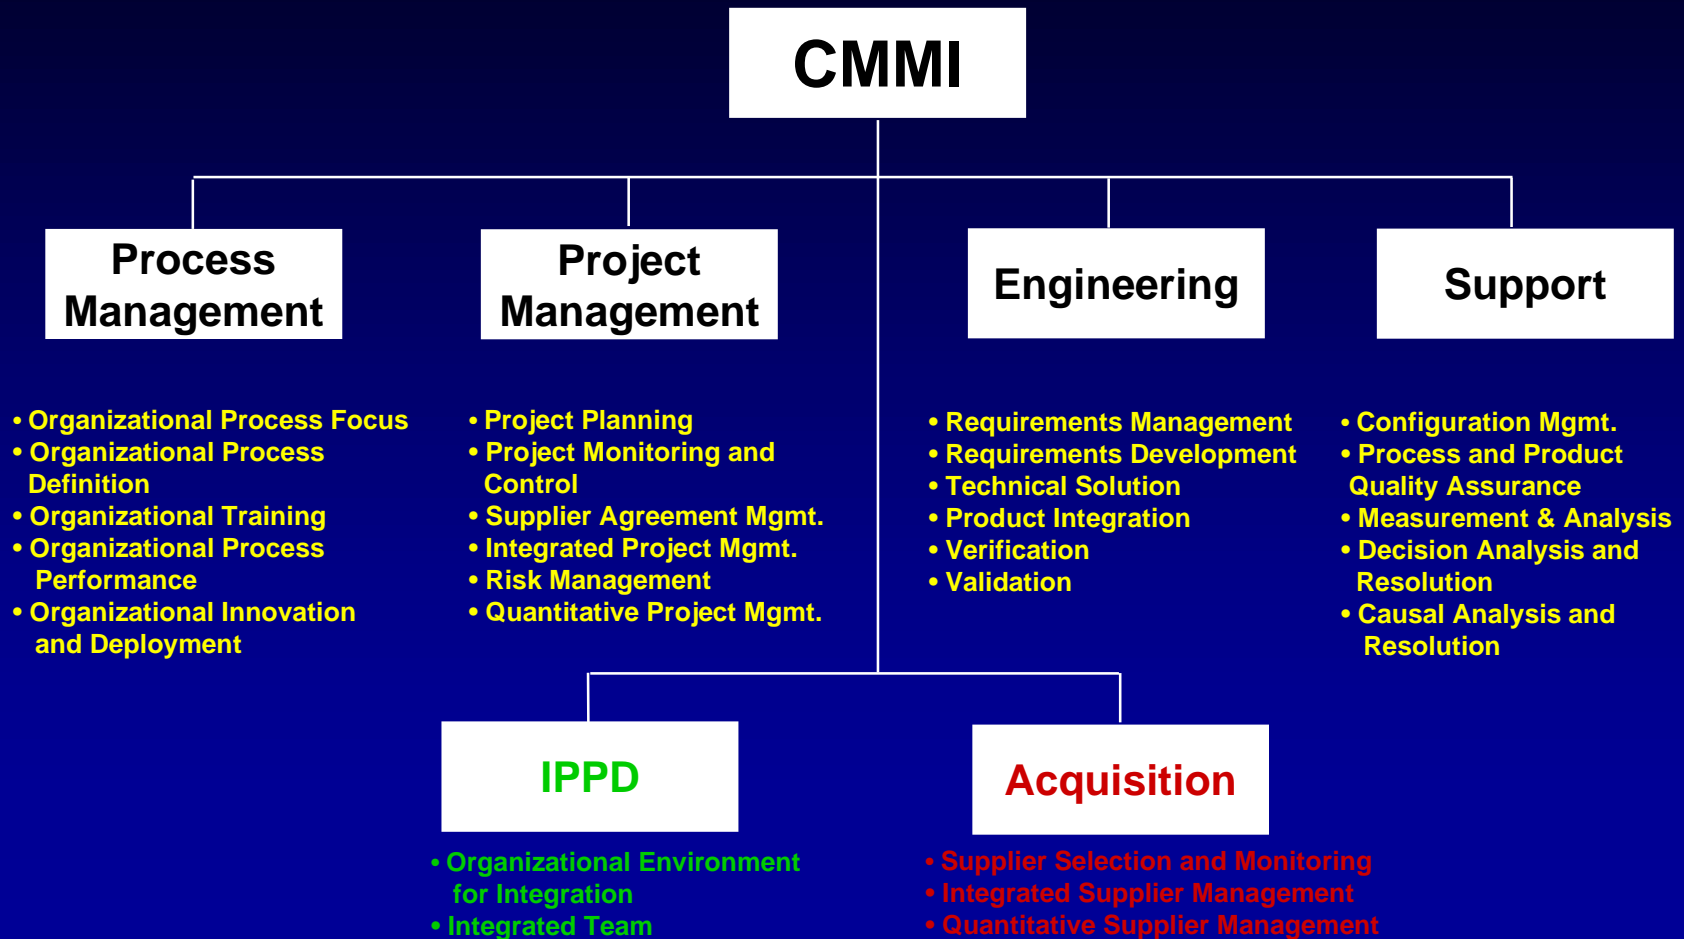 CMMI
Process
Management
Project
Management
Engineering
Support
• Organizational Process Focus
• Organizational Process
Definition
• Organizational Training
• Organizational Process
Performance
• Organizational Innovation
and Deployment
• Project Planning
• Project Monitoring and
Control
• Supplier Agreement Mgmt.
• Integrated Project Mgmt.
• Risk Management
• Quantitative Project Mgmt.
• Requirements Management
• Requirements Development
• Technical Solution
• Product Integration
• Verification
• Validation
• Configuration Mgmt.
• Process and Product
Quality Assurance
• Measurement & Analysis
• Decision Analysis and
Resolution
• Causal Analysis and
Resolution
IPPD
• Organizational Environment
for Integration
• Integrated Team
Acquisition
• Supplier Selection and Monitoring
• Integrated Supplier Management
• Quantitative Supplier Management